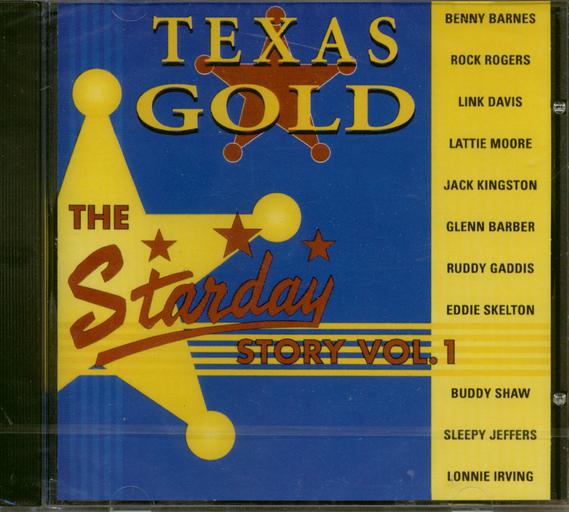 TEXAS
GOLD
THE
Starday
STORY VOL.1
BENNY BARNES
ROCK ROGERS
LINK DAVIS
LATTIE MOORE
JACK KINGSTON
GLENN BARBER
RUDDY GADDIS
EDDIE SKELTON
BUDDY SHAW
SLEEPY JEFFERS
LONNIE IRVING